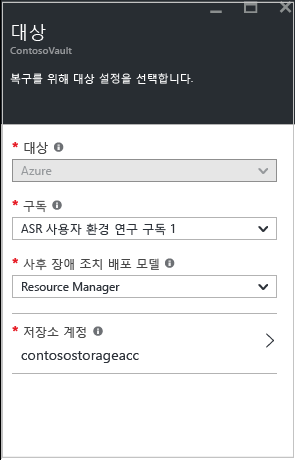 대상
ContosoVault
복구를 위해 대상 설정을 선택합니다.
* 대상
Azure
* 구독
ASR 사용자 환경 연구 구독 1
* 사후 장애 조치 배포 모델
Resource Manager
* 저장소 계정
contosostorageacc